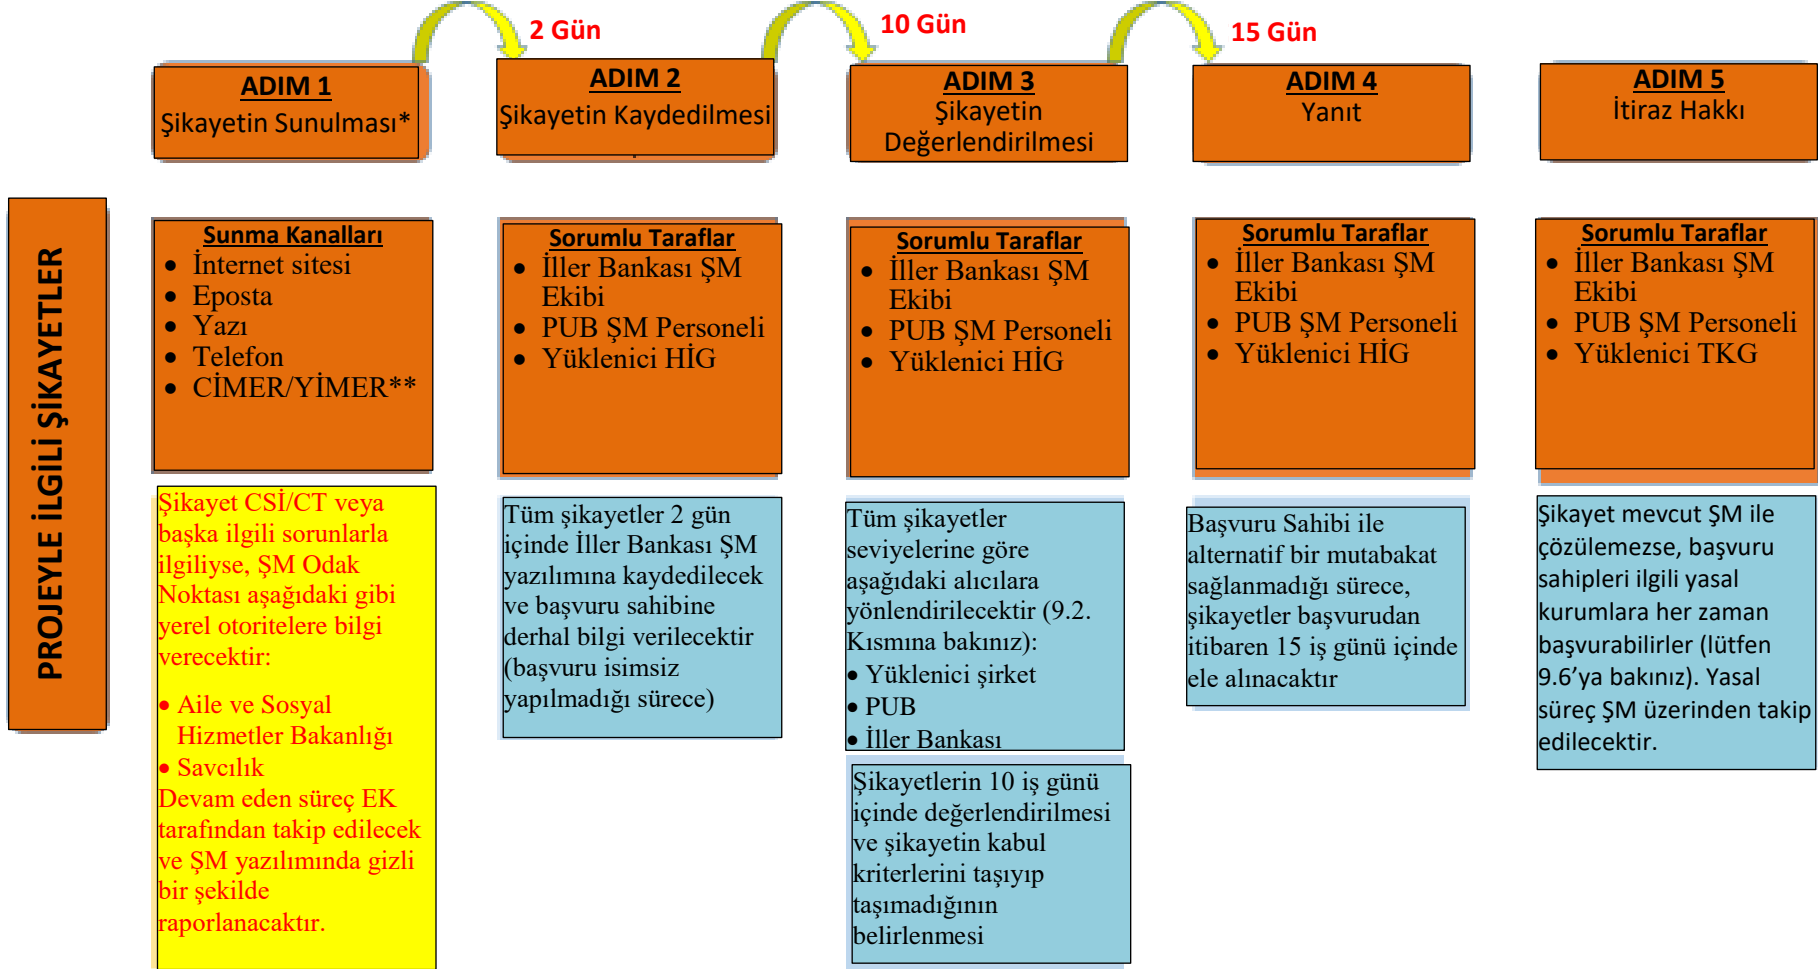 2 Gün
10 Gün
15 Gün
ADIM 1
Şikayetin Sunulması*
ADIM 2
Şikayetin Kaydedilmesi
ADIM 3
Şikayetin
Değerlendirilmesi
ADIM 4
Yanıt
ADIM 5
İtiraz Hakkı
PROJEYLE İLGİLİ ŞİKAYETLER
Sunma Kanalları
• İnternet sitesi
• Eposta
• Yazı
• Telefon
• CİMER/YİMER**
Sorumlu Taraflar
• İller Bankası ŞM
Ekibi
• PUB ŞM Personeli
• Yüklenici HİG
Sorumlu Taraflar
• İller Bankası ŞM
Ekibi
• PUB ŞM Personeli
• Yüklenici HİG
Sorumlu Taraflar
• İller Bankası ŞM
Ekibi
• PUB ŞM Personeli
• Yüklenici HİG
Sorumlu Taraflar
• İller Bankası ŞM
Ekibi
• PUB ŞM Personeli
• Yüklenici TKG
Şikayet CSİ/CT veya
başka ilgili sorunlarla
ilgiliyse, ŞM Odak
Noktası aşağıdaki gibi
yerel otoritelere bilgi
verecektir:
• Aile ve Sosyal
Hizmetler Bakanlığı
• Savcılık
Devam eden süreç EK
tarafından takip edilecek
ve ŞM yazılımında gizli
bir şekilde
raporlanacaktır.
Tüm şikayetler 2 gün
içinde İller Bankası ŞM
yazılımına kaydedilecek
ve başvuru sahibine
derhal bilgi verilecektir
(başvuru isimsiz
yapılmadığı sürece)
Tüm şikayetler
seviyelerine göre
aşağıdaki alıcılara
yönlendirilecektir (9.2.
Kısmına bakınız):
• Yüklenici şirket
• PUB
• İller Bankası
Şikayetlerin 10 iş günü
içinde değerlendirilmesi
ve şikayetin kabul
kriterlerini taşıyıp
taşımadığının
belirlenmesi
Başvuru Sahibi ile
alternatif bir mutabakat
sağlanmadığı sürece,
şikayetler başvurudan
itibaren 15 iş günü içinde
ele alınacaktır
Şikayet mevcut ŞM ile
çözülemezse, başvuru
sahipleri ilgili yasal
kurumlara her zaman
başvurabilirler (lütfen
9.6’ya bakınız). Yasal
süreç ŞM üzerinden takip
edilecektir.